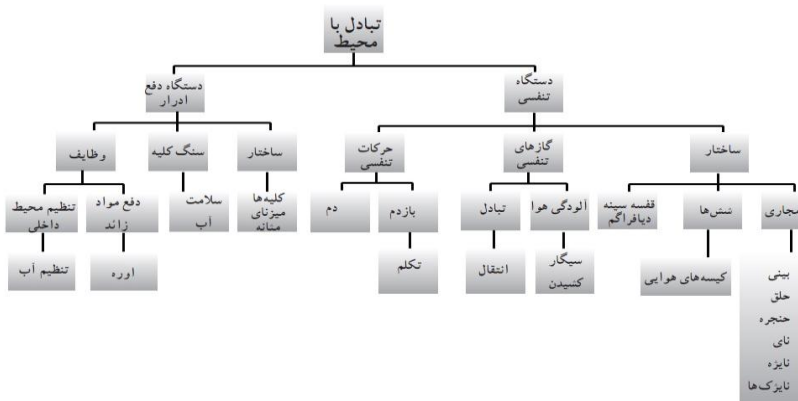 تبادل با
محیط
دستگاه تنفسی
دستگاه دفع
ادرار
ساختار
گازهای
تنفسی
حرکات
تنفسی
ساختار
سنگ کلیه
وظایف
مجاری
شش‌ها
قفسه سینه
دیافراگم
آلودگی هوا
تبادل
بازدم
دم
کلیه‌ها
میزنای
مثانه
سلامت
آب
دفع مواد
زائد
تنظیم محیط
داخلی
بینی
حلق
حنجره
نای
نایژه
نایژک‌ها
کیسه‌های هوایی
سیگار
کشیدن
انتقال
تکلم
اوره
تنظیم آب